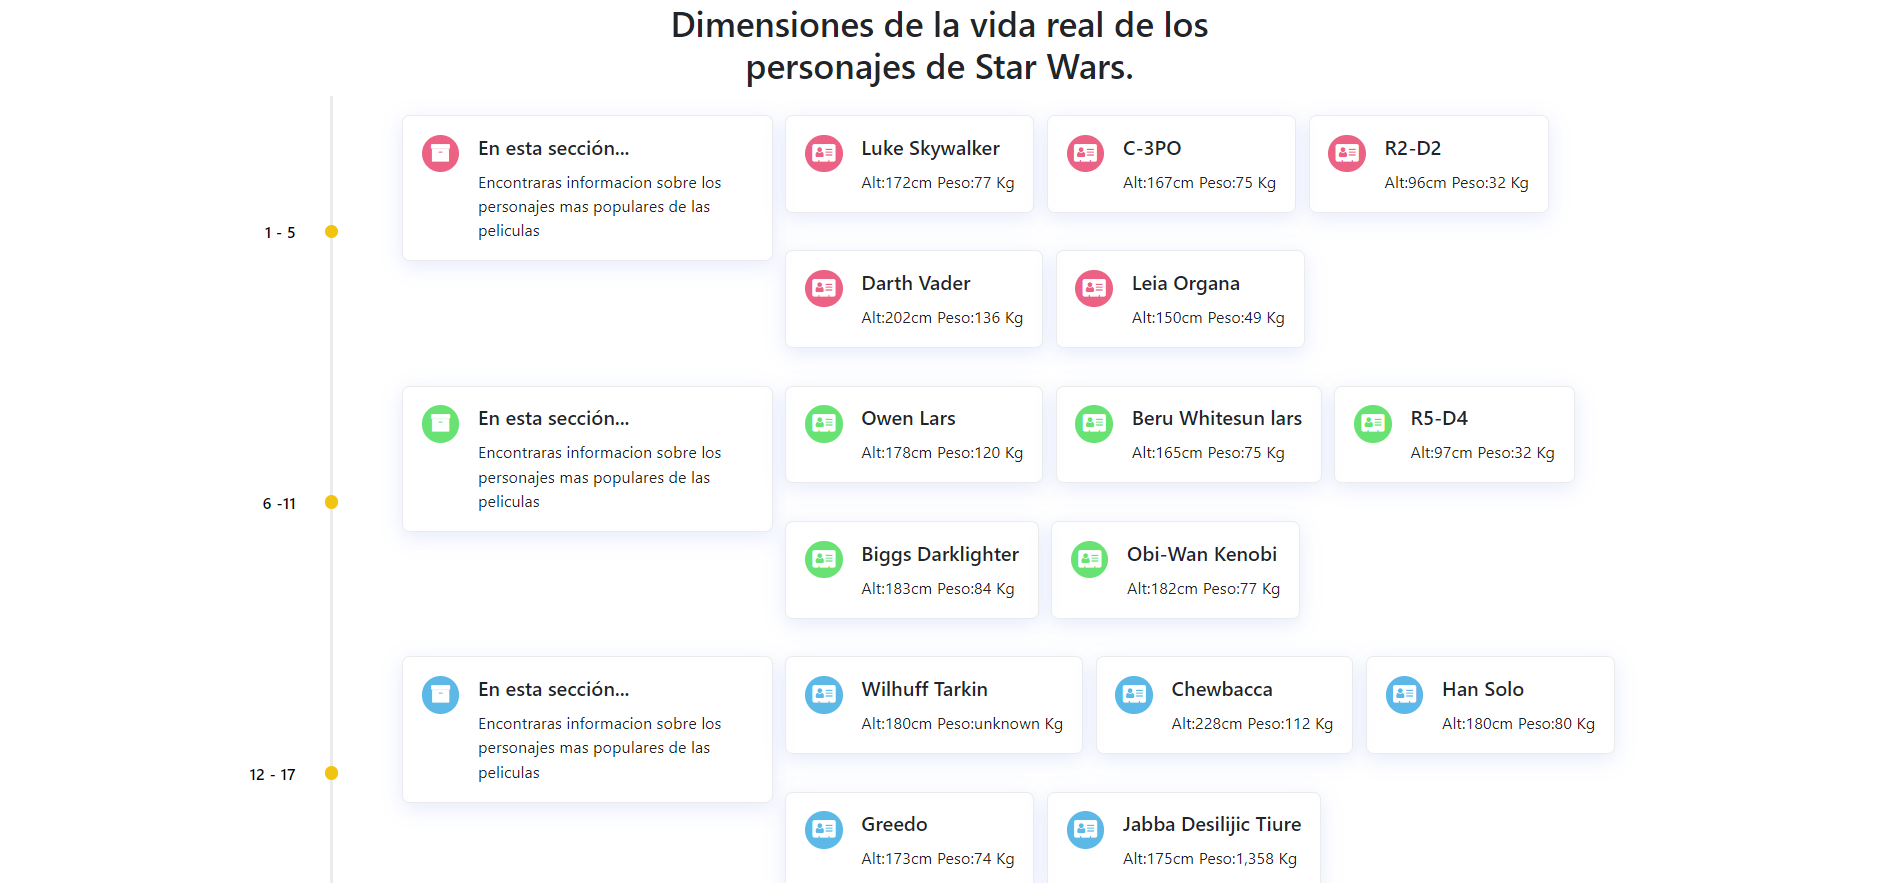 Dimensiones de la vida real de los
personajes de Star Wars.
1 - 5
En esta sección...
Encontraras informacion sobre los
personajes mas populares de las
peliculas
Luke Skywalker
Alt:172cm Peso:77 Kg
C-3PO
Alt:167cm Peso:75 Kg
R2-D2
Alt:96cm Peso:32 Kg
Darth Vader
Alt:202cm Peso:136 Kg
Leia Organa
Alt:150cm Peso:49 Kg
6 -11
En esta sección...
Encontraras informacion sobre los
personajes mas populares de las
peliculas
Owen Lars
Alt:178cm Peso:120 Kg
Beru Whitesun lars
Alt:165cm Peso:75 Kg
R5-D4
Alt:97cm Peso:32 Kg
Biggs Darklighter
Alt:183cm Peso:84 Kg
Obi-Wan Kenobi
Alt:182cm Peso:77 Kg
12 - 17
En esta sección...
Encontraras informacion sobre los
personajes mas populares de las
peliculas
Wilhuff Tarkin
Alt:180cm Peso:unknown Kg
Chewbacca
Alt:228cm Peso:112 Kg
Han Solo
Alt:180cm Peso:80 Kg
Greedo
Alt:173cm Peso:74 Kg
Jabba Desilijic Tiure
Alt:175cm Peso:1,358 Kg